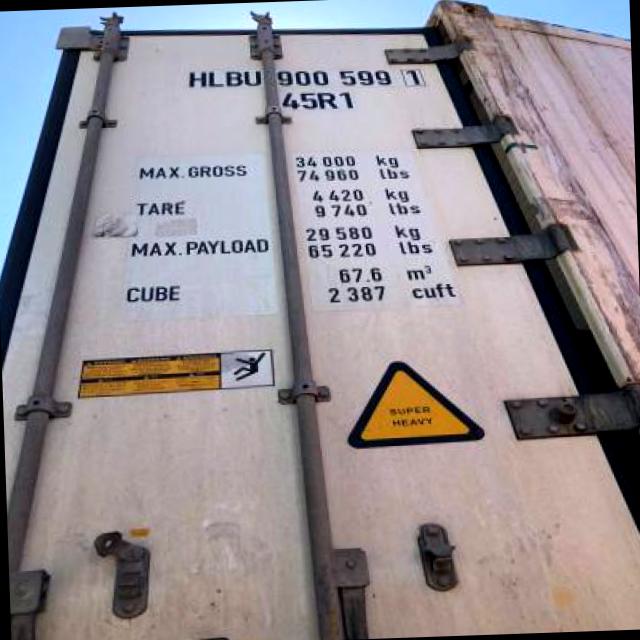 HLBU 900 599 1
45R1
MAX. GROSS 34 000 kg
74 960 lbs
TARE 4 420 kg
9 740 lbs
MAX. PAYLOAD 29 580 kg
65 220 lbs
CUBE 67.6 m³
2 387 cuft
SUPER
HEAVY